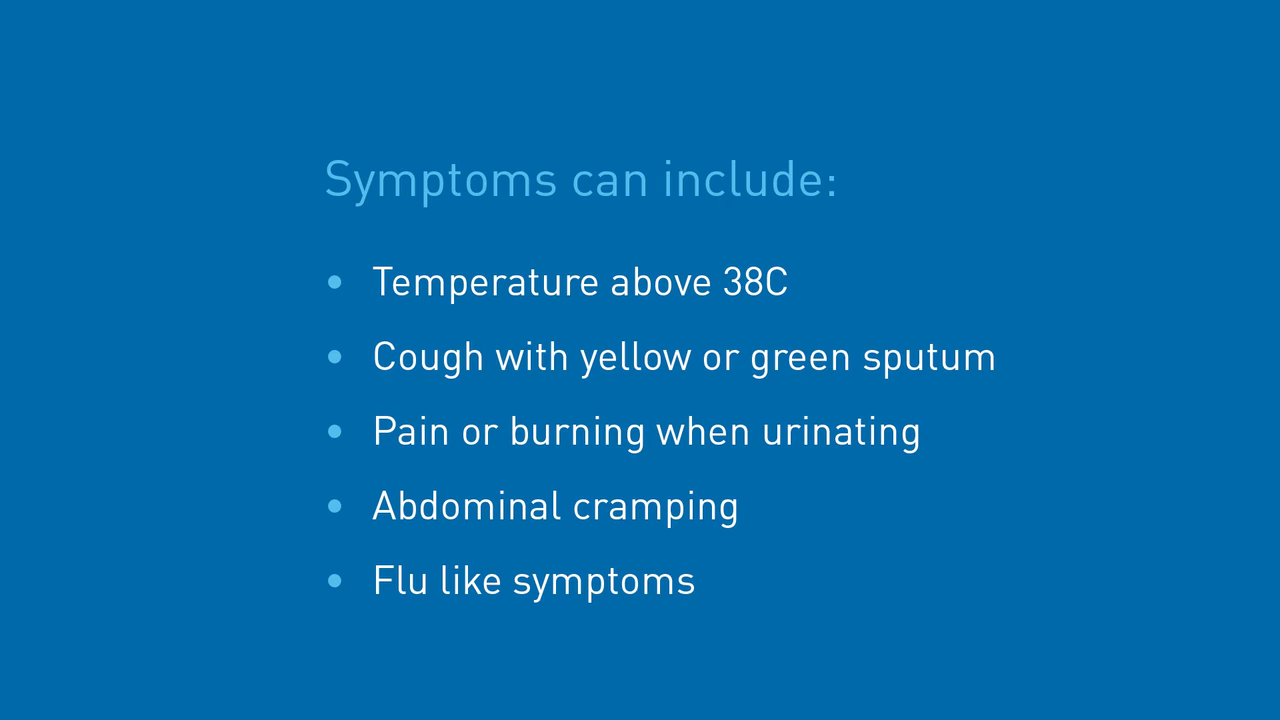 Symptoms can include:
• Temperature above 38C
• Cough with yellow or green sputum
• Pain or burning when urinating
• Abdominal cramping
• Flu like symptoms